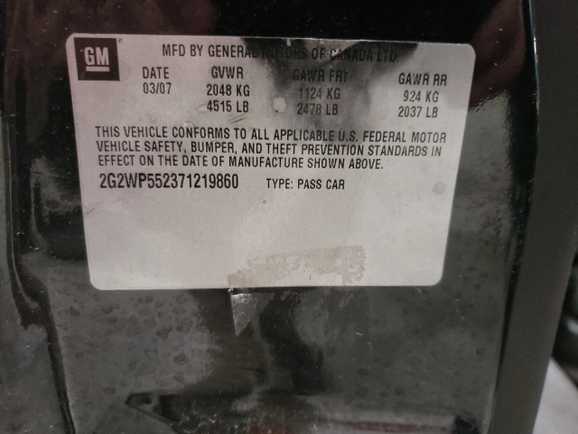 GM
MFD BY GENERAL MOTORS OF CANADA LTD
DATE GVWR GAWR FRT GAWR RR
03/07 2048 KG 1124 KG 924 KG
4515 LB 2478 LB 2037 LB
THIS VEHICLE CONFORMS TO ALL APPLICABLE U.S. FEDERAL MOTOR
VEHICLE SAFETY, BUMPER, AND THEFT PREVENTION STANDARDS IN
EFFECT ON THE DATE OF MANUFACTURE SHOWN ABOVE.
2G2WP552371219860 TYPE: PASS CAR